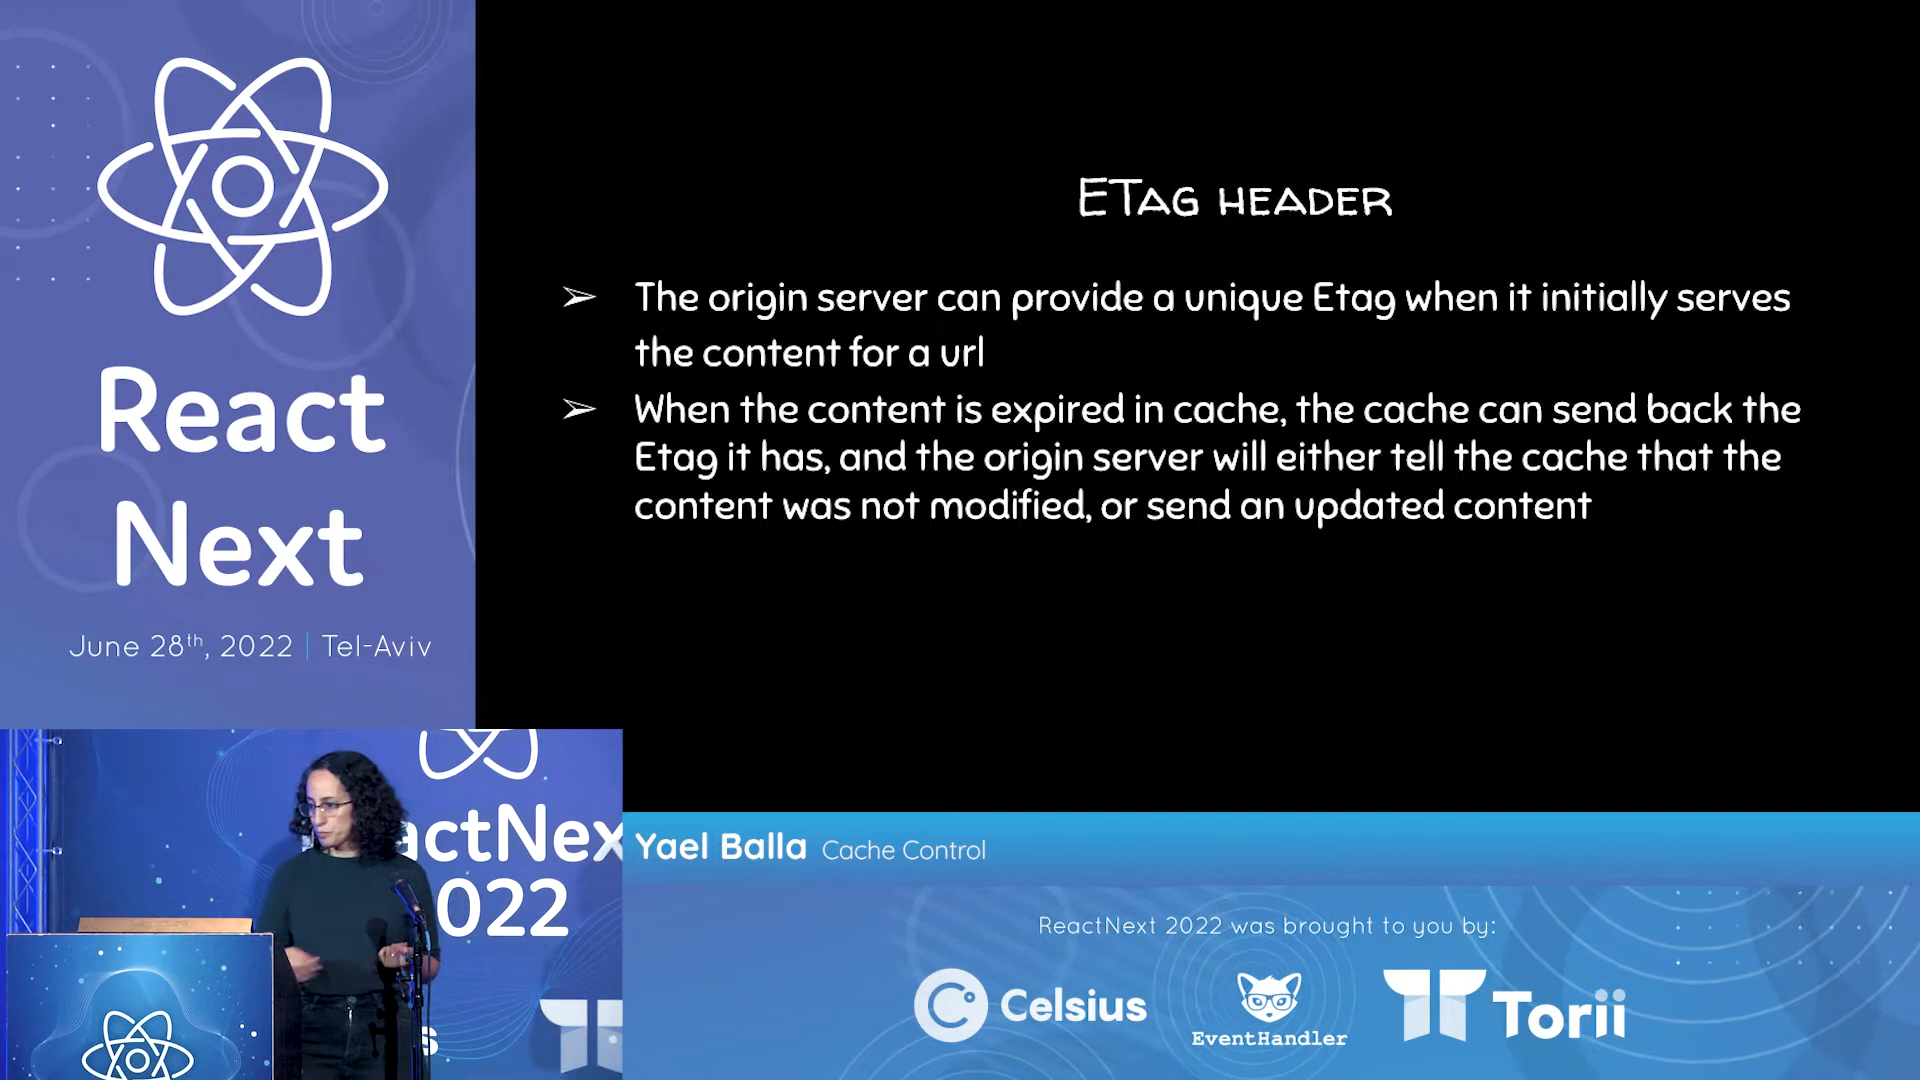 React
Next
June 28th, 2022 | Tel-Aviv
ETag header
➢ The origin server can provide a unique Etag when it initially serves
the content for a url
➢ When the content is expired in cache, the cache can send back the
Etag it has, and the origin server will either tell the cache that the
content was not modified, or send an updated content
actNex
022
s
Yael Balla Cache Control
ReactNext 2022 was brought to you by:
Celsius
EventHandler
Torii